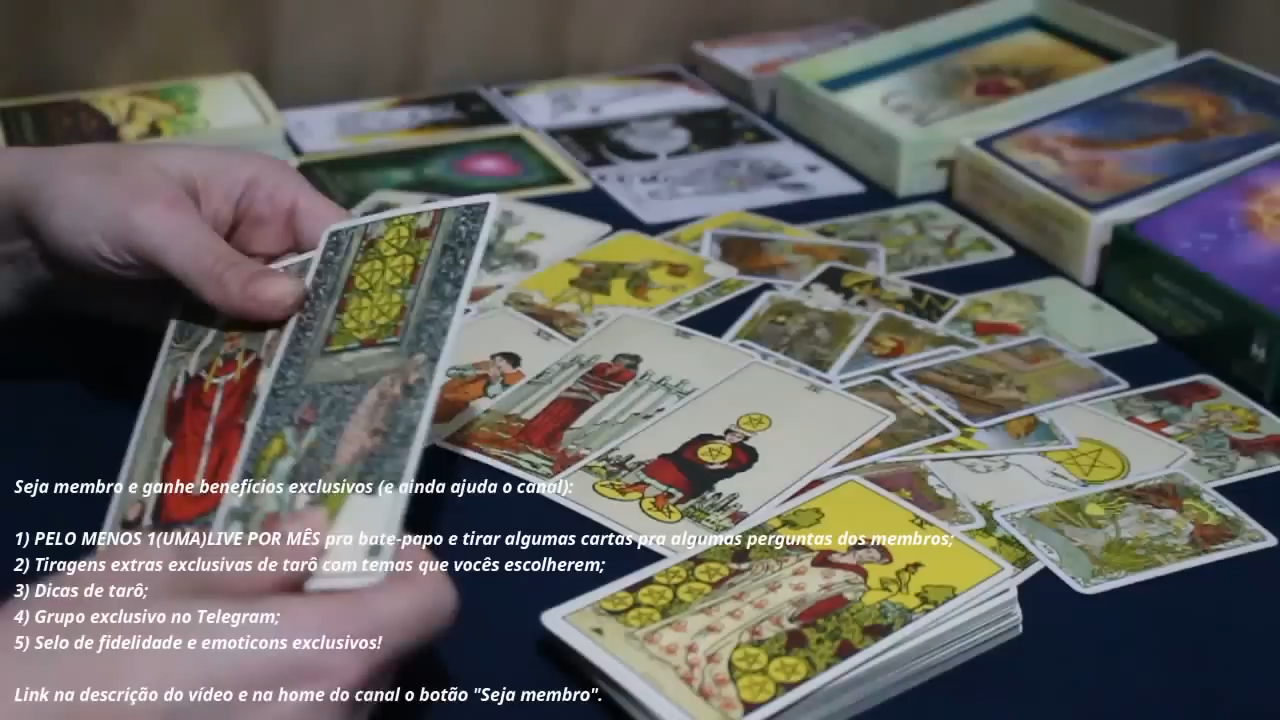 Seja membro e ganhe benefícios exclusivos (e ainda ajuda o canal):
1) PELO MENOS 1(UMA)LIVE POR MÊS pra bate-papo e tirar algumas cartas pra algumas perguntas dos membros;
2) Tiragens extras exclusivas de tarô com temas que vocês escolherem;
3) Dicas de tarô;
4) Grupo exclusivo no Telegram;
5) Selo de fidelidade e emoticons exclusivos!
Link na descrição do vídeo e na home do canal o botão "Seja membro".